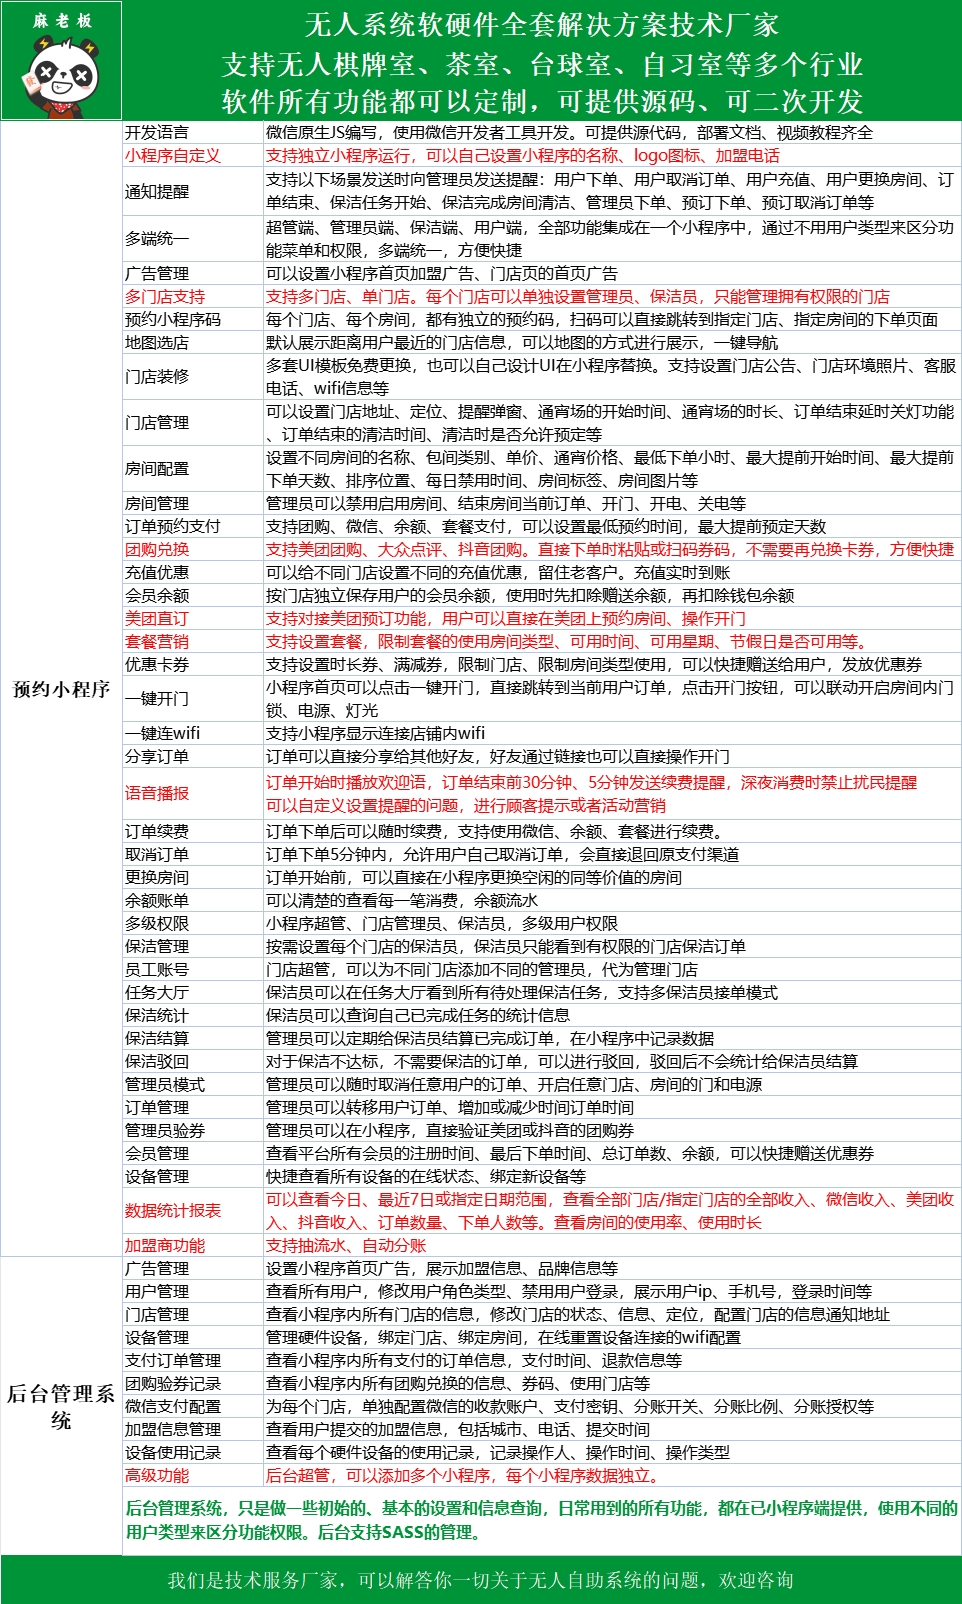 麻老板
无人系统软硬件全套解决方案技术厂家
支持无人棋牌室、茶室、台球室、自习室等多个行业
软件所有功能都可以定制，可提供源码、可二次开发
预约小程序
开发语言 微信原生JS编写，使用微信开发者工具开发。可提供源代码，部署文档、视频教程齐全
小程序自定义 支持独立小程序运行，可以自己设置小程序的名称、logo图标、加盟电话
通知提醒 支持以下场景发送时向管理员发送提醒：用户下单、用户取消订单、用户充值、用户更换房间、订
单结束、保洁任务开始、保洁完成房间清洁、管理员下单、预订下单、预订取消订单等
多端统一 超管端、管理员端、保洁端、用户端，全部功能集成在一个小程序中，通过不用用户类型来区分功
能菜单和权限，多端统一，方便快捷
广告管理 可以设置小程序首页加盟广告、门店页的首页广告
多门店支持 支持多门店、单门店。每个门店可以单独设置管理员、保洁员，只能管理拥有权限的门店
预约小程序码 每个门店、每个房间，都有独立的预约码，扫码可以直接跳转到指定门店、指定房间的下单页面
地图选店 默认展示距离用户最近的门店信息，可以地图的方式进行展示，一键导航
门店装修 多套UI模板免费更换，也可以自己设计UI在小程序替换。支持设置门店公告、门店环境照片、客服
电话、wifi信息等
门店管理 可以设置门店地址、定位、提醒弹窗、通宵场的开始时间、通宵场的时长、订单结束延时关灯功能
、订单结束的清洁时间、清洁时是否允许预定等
房间配置 设置不同房间的名称、包间类别、单价、通宵价格、最低下单小时、最大提前开始时间、最大提前
下单天数、排序位置、每日禁用时间、房间标签、房间图片等
房间管理 管理员可以禁用启用房间、结束房间当前订单、开门、开电、关电等
订单预约支付 支持团购、微信、余额、套餐支付，可以设置最低预约时间，最大提前预定天数
团购兑换 支持美团团购、大众点评、抖音团购。直接下单时粘贴或扫码券码，不需要再兑换卡券，方便快捷
充值优惠 可以给不同门店设置不同的充值优惠，留住老客户。充值实时到账
会员余额 按门店独立保存用户的会员余额，使用时先扣除赠送余额，再扣除钱包余额
美团直订 支持对接美团预订功能，用户可以直接在美团上预约房间、操作开门
套餐营销 支持设置套餐，限制套餐的使用房间类型、可用时间、可用星期、节假日是否可用等。
优惠卡券 支持设置时长券、满减券，限制门店、限制房间类型使用，可以快捷赠送给用户，发放优惠券
一键开门 小程序首页可以点击一键开门，直接跳转到当前用户订单，点击开门按钮，可以联动开启房间内门
锁、电源、灯光
一键连wifi 支持小程序显示连接店铺内wifi
分享订单 订单可以直接分享给其他好友，好友通过链接也可以直接操作开门
语音播报 订单开始时播放欢迎语，订单结束前30分钟、5分钟发送续费提醒，深夜消费时禁止扰民提醒
可以自定义设置提醒的问题，进行顾客提示或者活动营销
订单续费 订单下单后可以随时续费，支持使用微信、余额、套餐进行续费。
取消订单 订单下单5分钟内，允许用户自己取消订单，会直接退回原支付渠道
更换房间 订单开始前，可以直接在小程序更换空闲的同等价值的房间
余额账单 可以清楚的查看每一笔消费，余额流水
多级权限 小程序超管、门店管理员、保洁员，多级用户权限
保洁管理 按需设置每个门店的保洁员，保洁员只能看到有权限的门店保洁订单
员工账号 门店超管，可以为不同门店添加不同的管理员，代为管理门店
任务大厅 保洁员可以在任务大厅看到所有待处理保洁任务，支持多保洁员接单模式
保洁统计 保洁员可以查询自己已完成任务的统计信息
保洁结算 管理员可以定期给保洁员结算已完成订单，在小程序中记录数据
保洁驳回 对于保洁不达标，不需要保洁的订单，可以进行驳回，驳回后不会统计给保洁员结算
管理员模式 管理员可以随时取消任意用户的订单、开启任意门店、房间的门和电源
订单管理 管理员可以转移用户订单、增加或减少时间订单时间
管理员验券 管理员可以在小程序，直接验证美团或抖音的团购券
会员管理 查看平台所有会员的注册时间、最后下单时间、总订单数、余额，可以快捷赠送优惠券
设备管理 快捷查看所有设备的在线状态、绑定新设备等
数据统计报表 可以查看今日、最近7日或指定日期范围，查看全部门店/指定门店的全部收入、微信收入、美团收
入、抖音收入、订单数量、下单人数等。查看房间的使用率、使用时长
加盟商功能 支持抽流水、自动分账
后台管理系
统
广告管理 设置小程序首页广告，展示加盟信息、品牌信息等
用户管理 查看所有用户，修改用户角色类型、禁用用户登录，展示用户ip、手机号，登录时间等
门店管理 查看小程序内所有门店的信息，修改门店的状态、信息、定位，配置门店的信息通知地址
设备管理 管理硬件设备，绑定门店、绑定房间，在线重置设备连接的wifi配置
支付订单管理 查看小程序内所有支付的订单信息，支付时间、退款信息等
团购验券记录 查看小程序内所有团购兑换的信息、券码、使用门店等
微信支付配置 为每个门店，单独配置微信的收款账户、支付密钥、分账开关、分账比例、分账授权等
加盟信息管理 查看用户提交的加盟信息，包括城市、电话、提交时间
设备使用记录 查看每个硬件设备的使用记录，记录操作人、操作时间、操作类型
高级功能 后台超管，可以添加多个小程序，每个小程序数据独立。
后台管理系统，只是做一些初始的、基本的设置和信息查询，日常用到的所有功能，都在已小程序端提供，使用不同的
用户类型来区分功能权限。后台支持SASS的管理。
我们是技术服务厂家，可以解答你一切关于无人自助系统的问题，欢迎咨询